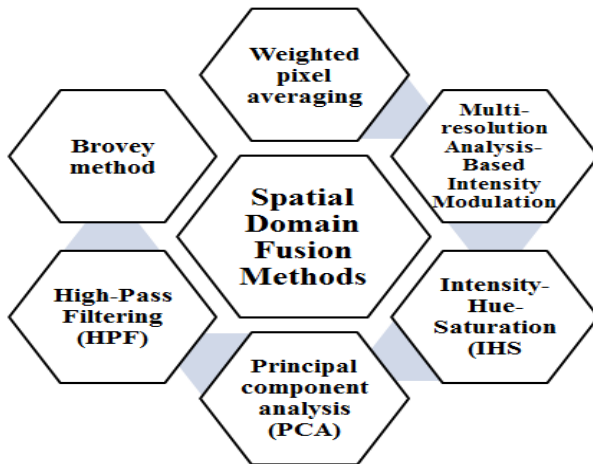 Weighted
pixel
averaging
Multi-
resolution
Analysis-
Based
Intensity
Modulation
Brovey
method
Spatial
Domain
Fusion
Methods
High-Pass
Filtering
(HPF)
Intensity-
Hue-
Saturation
(IHS
Principal
component
analysis
(PCA)